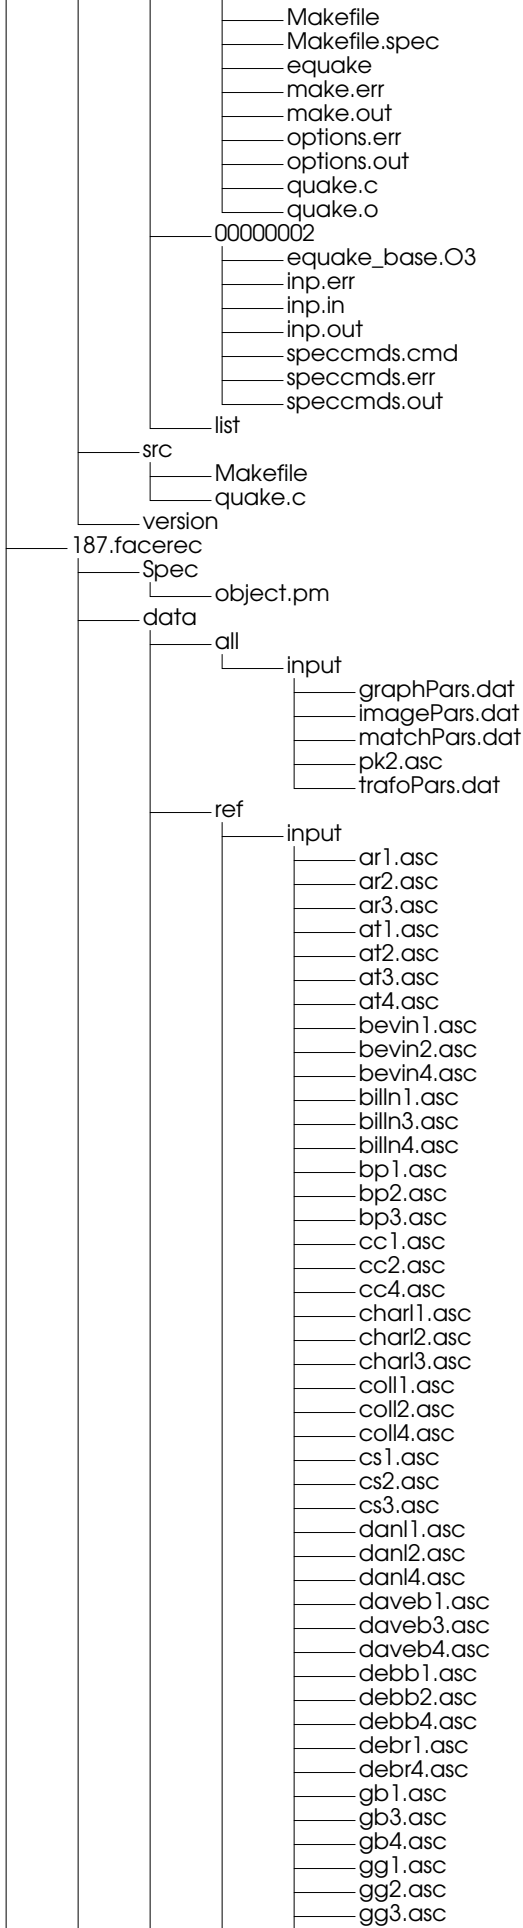 Makefile
Makefile.spec
equake
make.err
make.out
options.err
options.out
quake.c
quake.o
00000002
equake_base.O3
inp.err
inp.in
inp.out
speccmds.cmd
speccmds.err
speccmds.out
list
src
Makefile
quake.c
version
187.facerec
Spec
object.pm
data
all
input
graphPars.dat
imagePars.dat
matchPars.dat
pk2.asc
trafoPars.dat
ref
input
ar1.asc
ar2.asc
ar3.asc
at1.asc
at2.asc
at3.asc
at4.asc
bevin1.asc
bevin2.asc
bevin4.asc
billn1.asc
billn3.asc
billn4.asc
bp1.asc
bp2.asc
bp3.asc
cc1.asc
cc2.asc
cc4.asc
charl1.asc
charl2.asc
charl3.asc
coll1.asc
coll2.asc
coll4.asc
cs1.asc
cs2.asc
cs3.asc
danl1.asc
danl2.asc
danl4.asc
daveb1.asc
daveb3.asc
daveb4.asc
debb1.asc
debb2.asc
debb4.asc
debr1.asc
debr4.asc
gb1.asc
gb3.asc
gb4.asc
gg1.asc
gg2.asc
gg3.asc